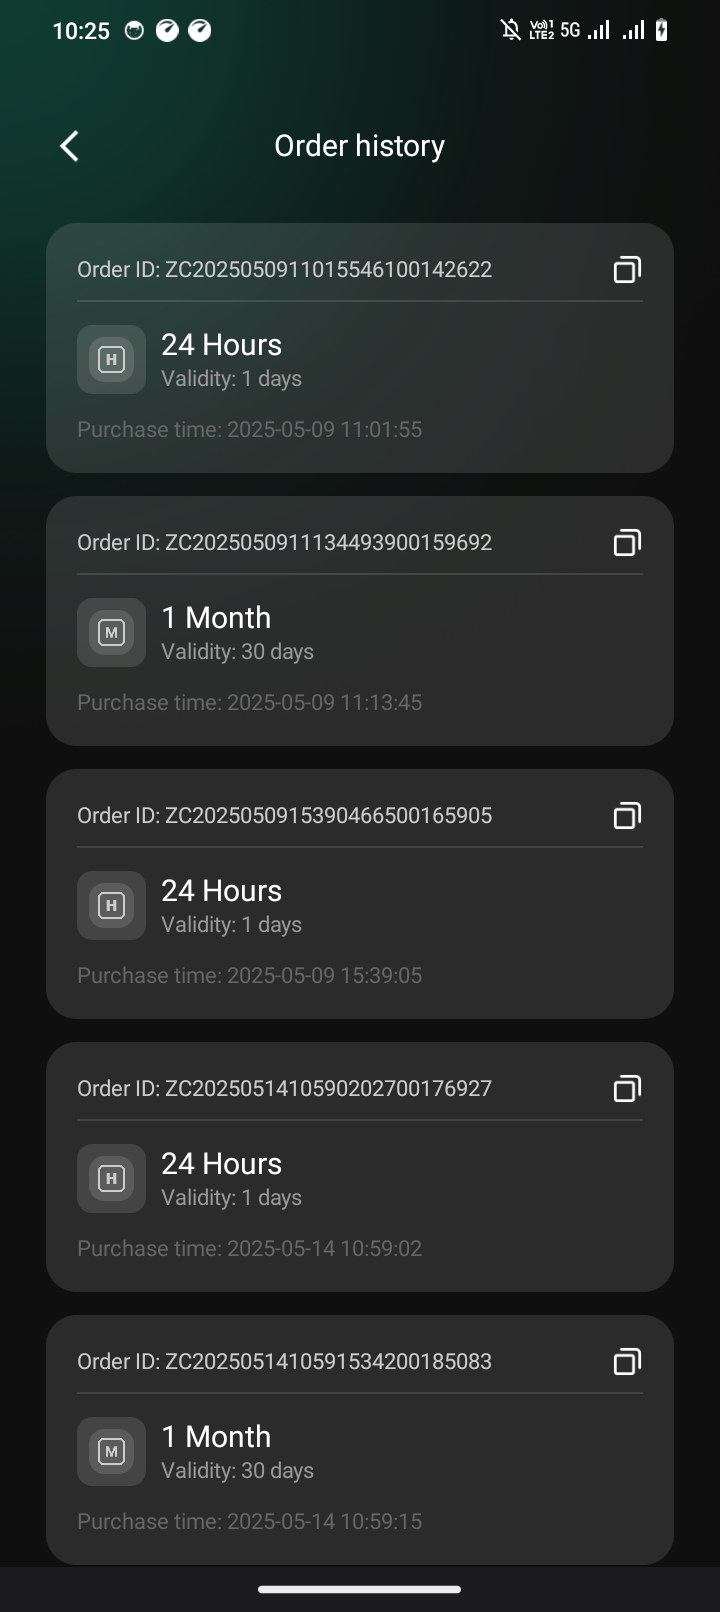 10:25 Vo)) 1 LTE2 5G
Order history
Order ID: ZC2025050911015546100142622
H
24 Hours
Validity: 1 days
Purchase time: 2025-05-09 11:01:55
Order ID: ZC2025050911134493900159692
M
1 Month
Validity: 30 days
Purchase time: 2025-05-09 11:13:45
Order ID: ZC2025050915390466500165905
H
24 Hours
Validity: 1 days
Purchase time: 2025-05-09 15:39:05
Order ID: ZC2025051410590202700176927
H
24 Hours
Validity: 1 days
Purchase time: 2025-05-14 10:59:02
Order ID: ZC2025051410591534200185083
M
1 Month
Validity: 30 days
Purchase time: 2025-05-14 10:59:15